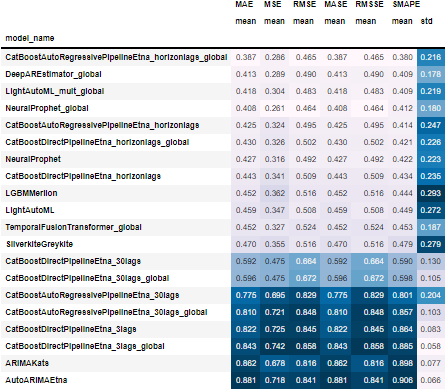 MAE MSE RMSE MASE RMSSE SMAPE
mean mean mean mean mean mean std
model_name
CatBoostAutoRegressivePipelineEtna_horizonlags_global 0.387 0.286 0.465 0.387 0.465 0.380 0.216
DeepAREstimator_global 0.413 0.289 0.490 0.413 0.490 0.409 0.178
LightAutoML_mult_global 0.418 0.304 0.483 0.418 0.483 0.409 0.219
NeuralProphet_global 0.408 0.261 0.464 0.408 0.464 0.412 0.180
CatBoostAutoRegressivePipelineEtna_horizonlags 0.425 0.324 0.495 0.425 0.495 0.414 0.247
CatBoostDirectPipelineEtna_horizonlags_global 0.430 0.326 0.502 0.430 0.502 0.421 0.226
NeuralProphet 0.427 0.316 0.492 0.427 0.492 0.422 0.223
CatBoostDirectPipelineEtna_horizonlags 0.443 0.341 0.509 0.443 0.509 0.434 0.235
LGBMMerlion 0.452 0.362 0.516 0.452 0.516 0.444 0.293
LightAutoML 0.459 0.347 0.508 0.459 0.508 0.449 0.272
TemporalFusionTransformer_global 0.452 0.327 0.524 0.452 0.524 0.453 0.187
SilverkiteGreykite 0.470 0.355 0.516 0.470 0.516 0.479 0.279
CatBoostDirectPipelineEtna_30lags 0.592 0.475 0.664 0.592 0.664 0.590 0.130
CatBoostDirectPipelineEtna_30lags_global 0.596 0.475 0.672 0.596 0.672 0.598 0.105
CatBoostAutoRegressivePipelineEtna_30lags 0.775 0.695 0.829 0.775 0.829 0.801 0.204
CatBoostAutoRegressivePipelineEtna_30lags_global 0.810 0.721 0.848 0.810 0.848 0.857 0.103
CatBoostDirectPipelineEtna_3lags 0.822 0.725 0.845 0.822 0.845 0.864 0.083
CatBoostDirectPipelineEtna_3lags_global 0.843 0.742 0.858 0.843 0.858 0.885 0.058
ARIMAKats 0.862 0.678 0.816 0.862 0.816 0.898 0.077
AutoARIMAEtna 0.881 0.718 0.841 0.881 0.841 0.906 0.066